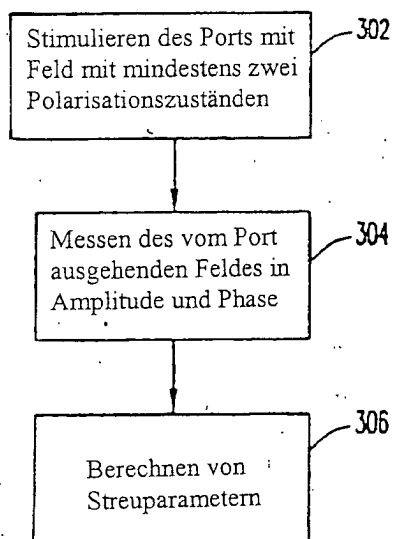 Stimulieren des Ports mit
Feld mit mindestens zwei
Polarisationszuständen
302
Messen des vom Port
ausgehenden Feldes in
Amplitude und Phase
304
Berechnen von
Streuparametern
306